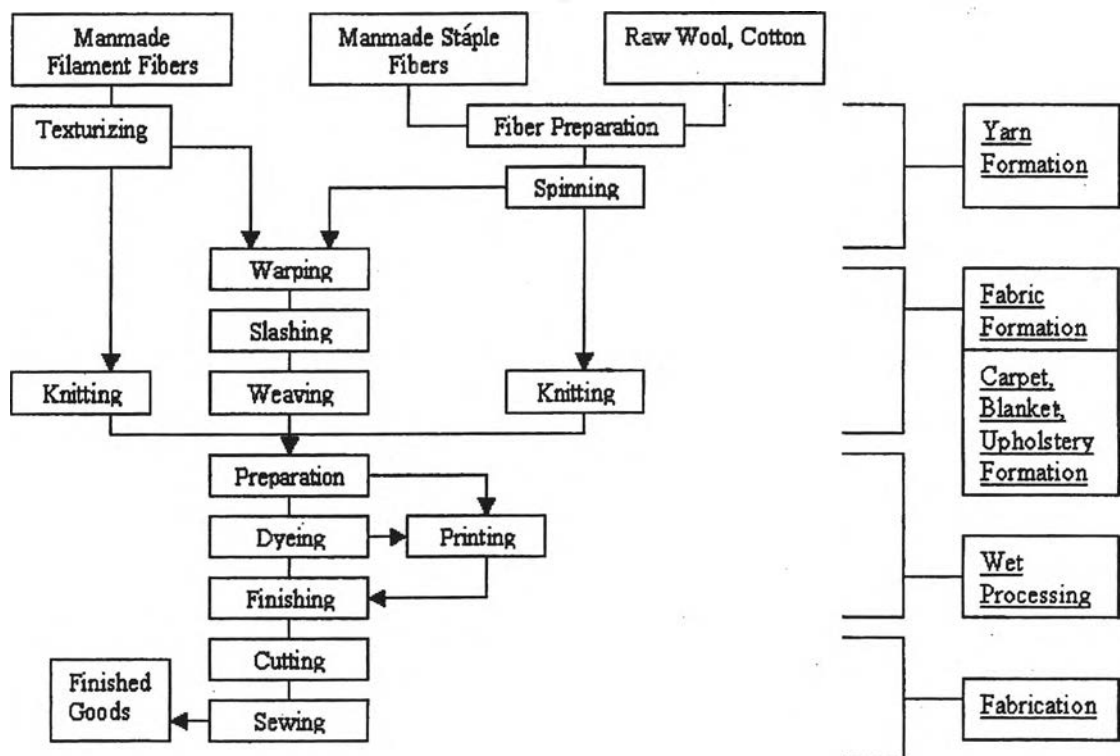 Manmade
Filament Fibers
Manmade Staple
Fibers
Raw Wool, Cotton
Texturizing
Fiber Preparation
Yarn
Formation
Spinning
Warping
Fabric
Formation
Slashing
Knitting
Weaving
Knitting
Carpet,
Blanket,
Upholstery
Formation
Preparation
Dyeing
Printing
Wet
Processing
Finishing
Cutting
Finished
Goods
Sewing
Fabrication